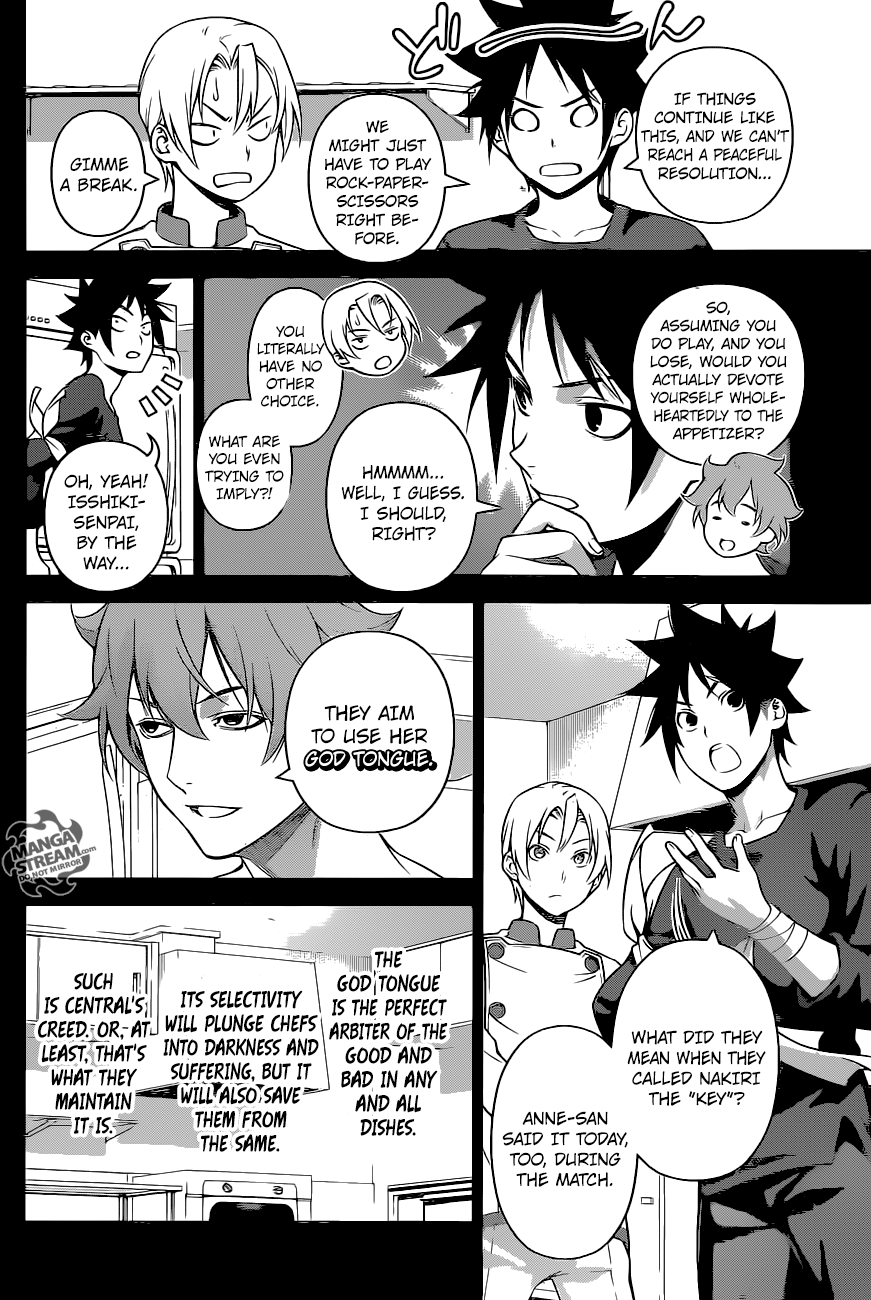 ど ん
IF THINGS
CONTINUE LIKE
THIS, AND WE CAN'T
REACH A PEACEFUL
RESOLUTION...
WE
MIGHT JUST
HAVE TO PLAY
ROCK-PAPER-
SCISSORS
RIGHT BE-
FORE.
GIMME
A BREAK.
SO,
ASSUMING YOU
DO PLAY, AND YOU
LOSE, WOULD YOU
ACTUALLY DEVOTE
YOURSELF WHOLE-
HEARTEDLY TO THE
APPETIZER?
HMMMM...
WELL, I GUESS.
I SHOULD,
RIGHT?
YOU
LITERALLY
HAVE NO
OTHER
CHOICE.
WHAT ARE
YOU EVEN
TRYING TO
IMPLY?!
OH, YEAH!
ISSHIKI-
SENPAI,
BY THE
WAY...
WHAT DID THEY
MEAN WHEN THEY
CALLED NAKIRI
THE "KEY"?
ANNE-SAN
SAID IT TODAY,
TOO, DURING
THE MATCH.
THEY AIM
TO USE HER
GOD TONGUE.
MANGA
STREAM.com
DO NOT MIRROR
THE
GOD TONGUE
IS THE PERFECT
ARBITER OF THE
GOOD AND
BAD IN ANY
AND ALL
DISHES.
ITS SELECTIVITY
WILL PLUNGE CHEFS
INTO DARKNESS AND
SUFFERING, BUT IT
WILL ALSO SAVE
THEM FROM
THE SAME.
SUCH
IS CENTRAL'S
CREED. OR, AT
LEAST, THAT'S
WHAT THEY
MAINTAIN
IT IS.